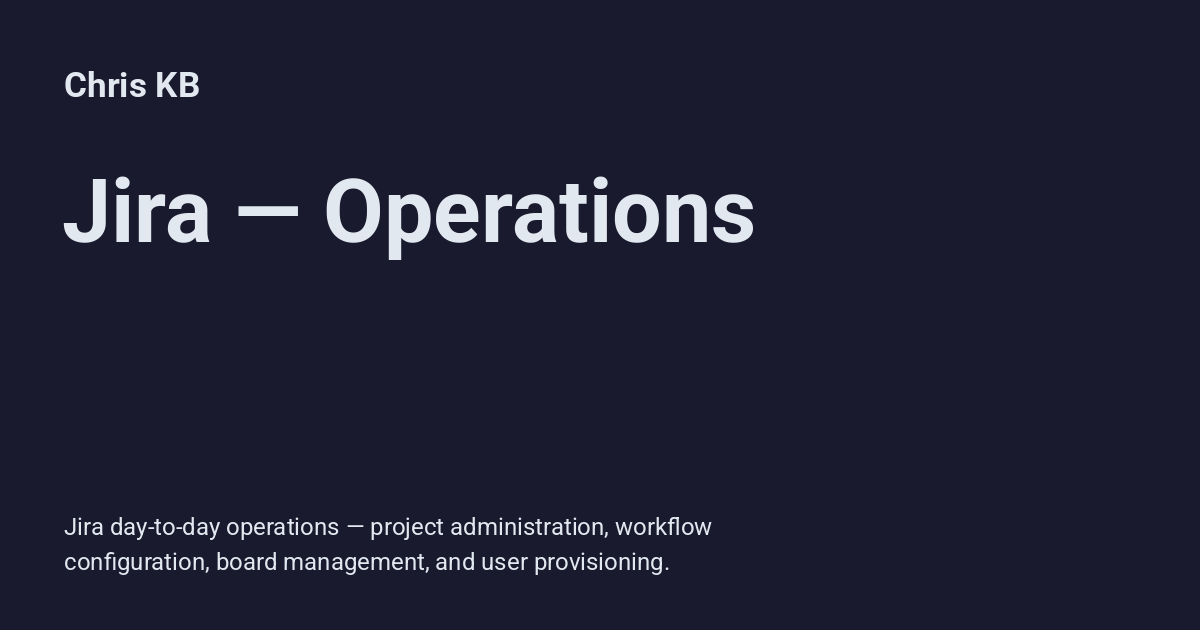 Chris KB
Jira — Operations
Jira day-to-day operations — project administration, workflow
configuration, board management, and user provisioning.